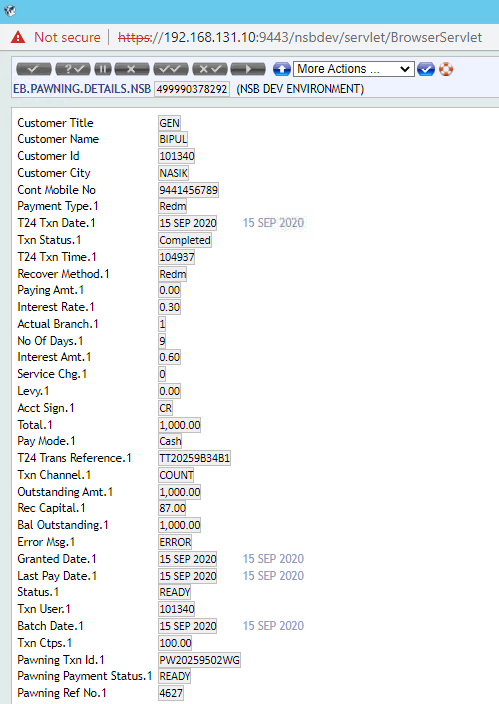 Not secure https://192.168.131.10:9443/nsbdev/servlet/BrowserServlet
More Actions ...
EB.PAWNING.DETAILS.NSB 499990378292 (NSB DEV ENVIRONMENT)
Customer Title GEN
Customer Name BIPUL
Customer Id 101340
Customer City NASIK
Cont Mobile No 9441456789
Payment Type.1 Redm
T24 Txn Date.1 15 SEP 2020 15 SEP 2020
Txn Status.1 Completed
T24 Txn Time.1 104937
Recover Method.1 Redm
Paying Amt.1 0.00
Interest Rate.1 0.30
Actual Branch.1 1
No Of Days.1 9
Interest Amt.1 0.60
Service Chg.1 0
Levy.1 0.00
Acct Sign.1 CR
Total.1 1,000.00
Pay Mode.1 Cash
T24 Trans Reference.1 TT20259B34B1
Txn Channel.1 COUNT
Outstanding Amt.1 1,000.00
Rec Capital.1 87.00
Bal Outstanding.1 1,000.00
Error Msg.1 ERROR
Granted Date.1 15 SEP 2020 15 SEP 2020
Last Pay Date.1 15 SEP 2020 15 SEP 2020
Status.1 READY
Txn User.1 101340
Batch Date.1 15 SEP 2020 15 SEP 2020
Txn Ctps.1 100.00
Pawning Txn Id.1 PW20259502WG
Pawning Payment Status.1 READY
Pawning Ref No.1 4627